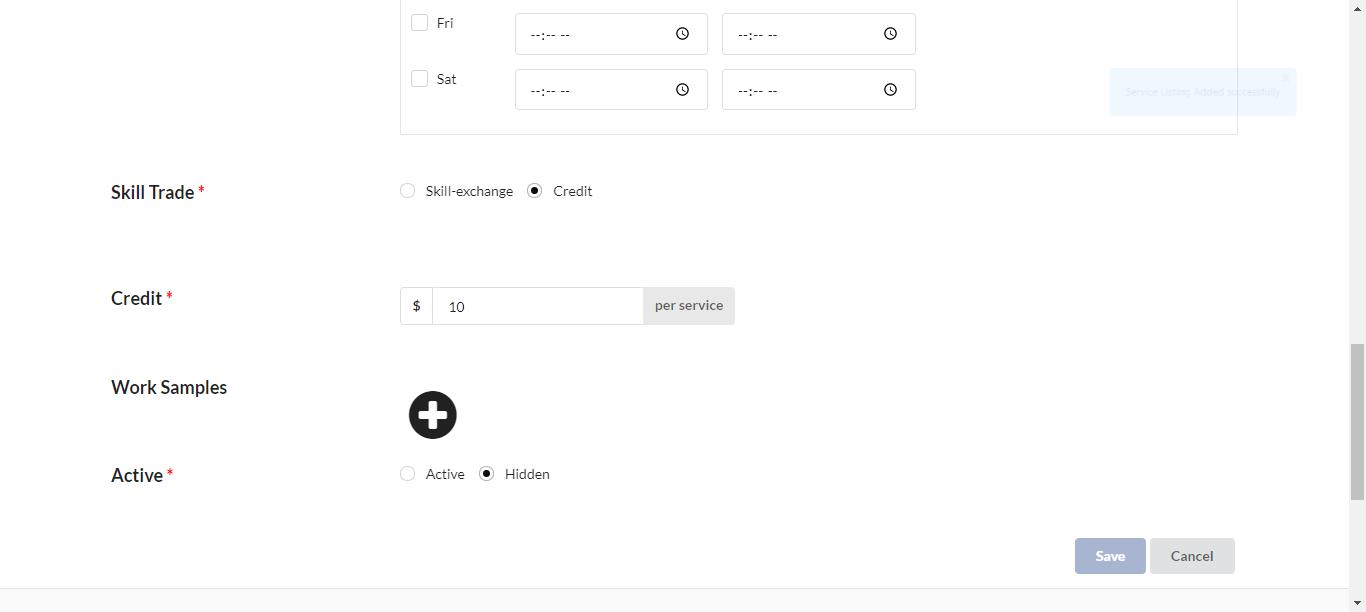 Fri --:-- -- --:-- --
Sat --:-- -- --:-- --
×
Service Listing Added successfully
Skill Trade * Skill-exchange Credit
Credit * $ 10 per service
Work Samples
Active * Active Hidden
Save Cancel